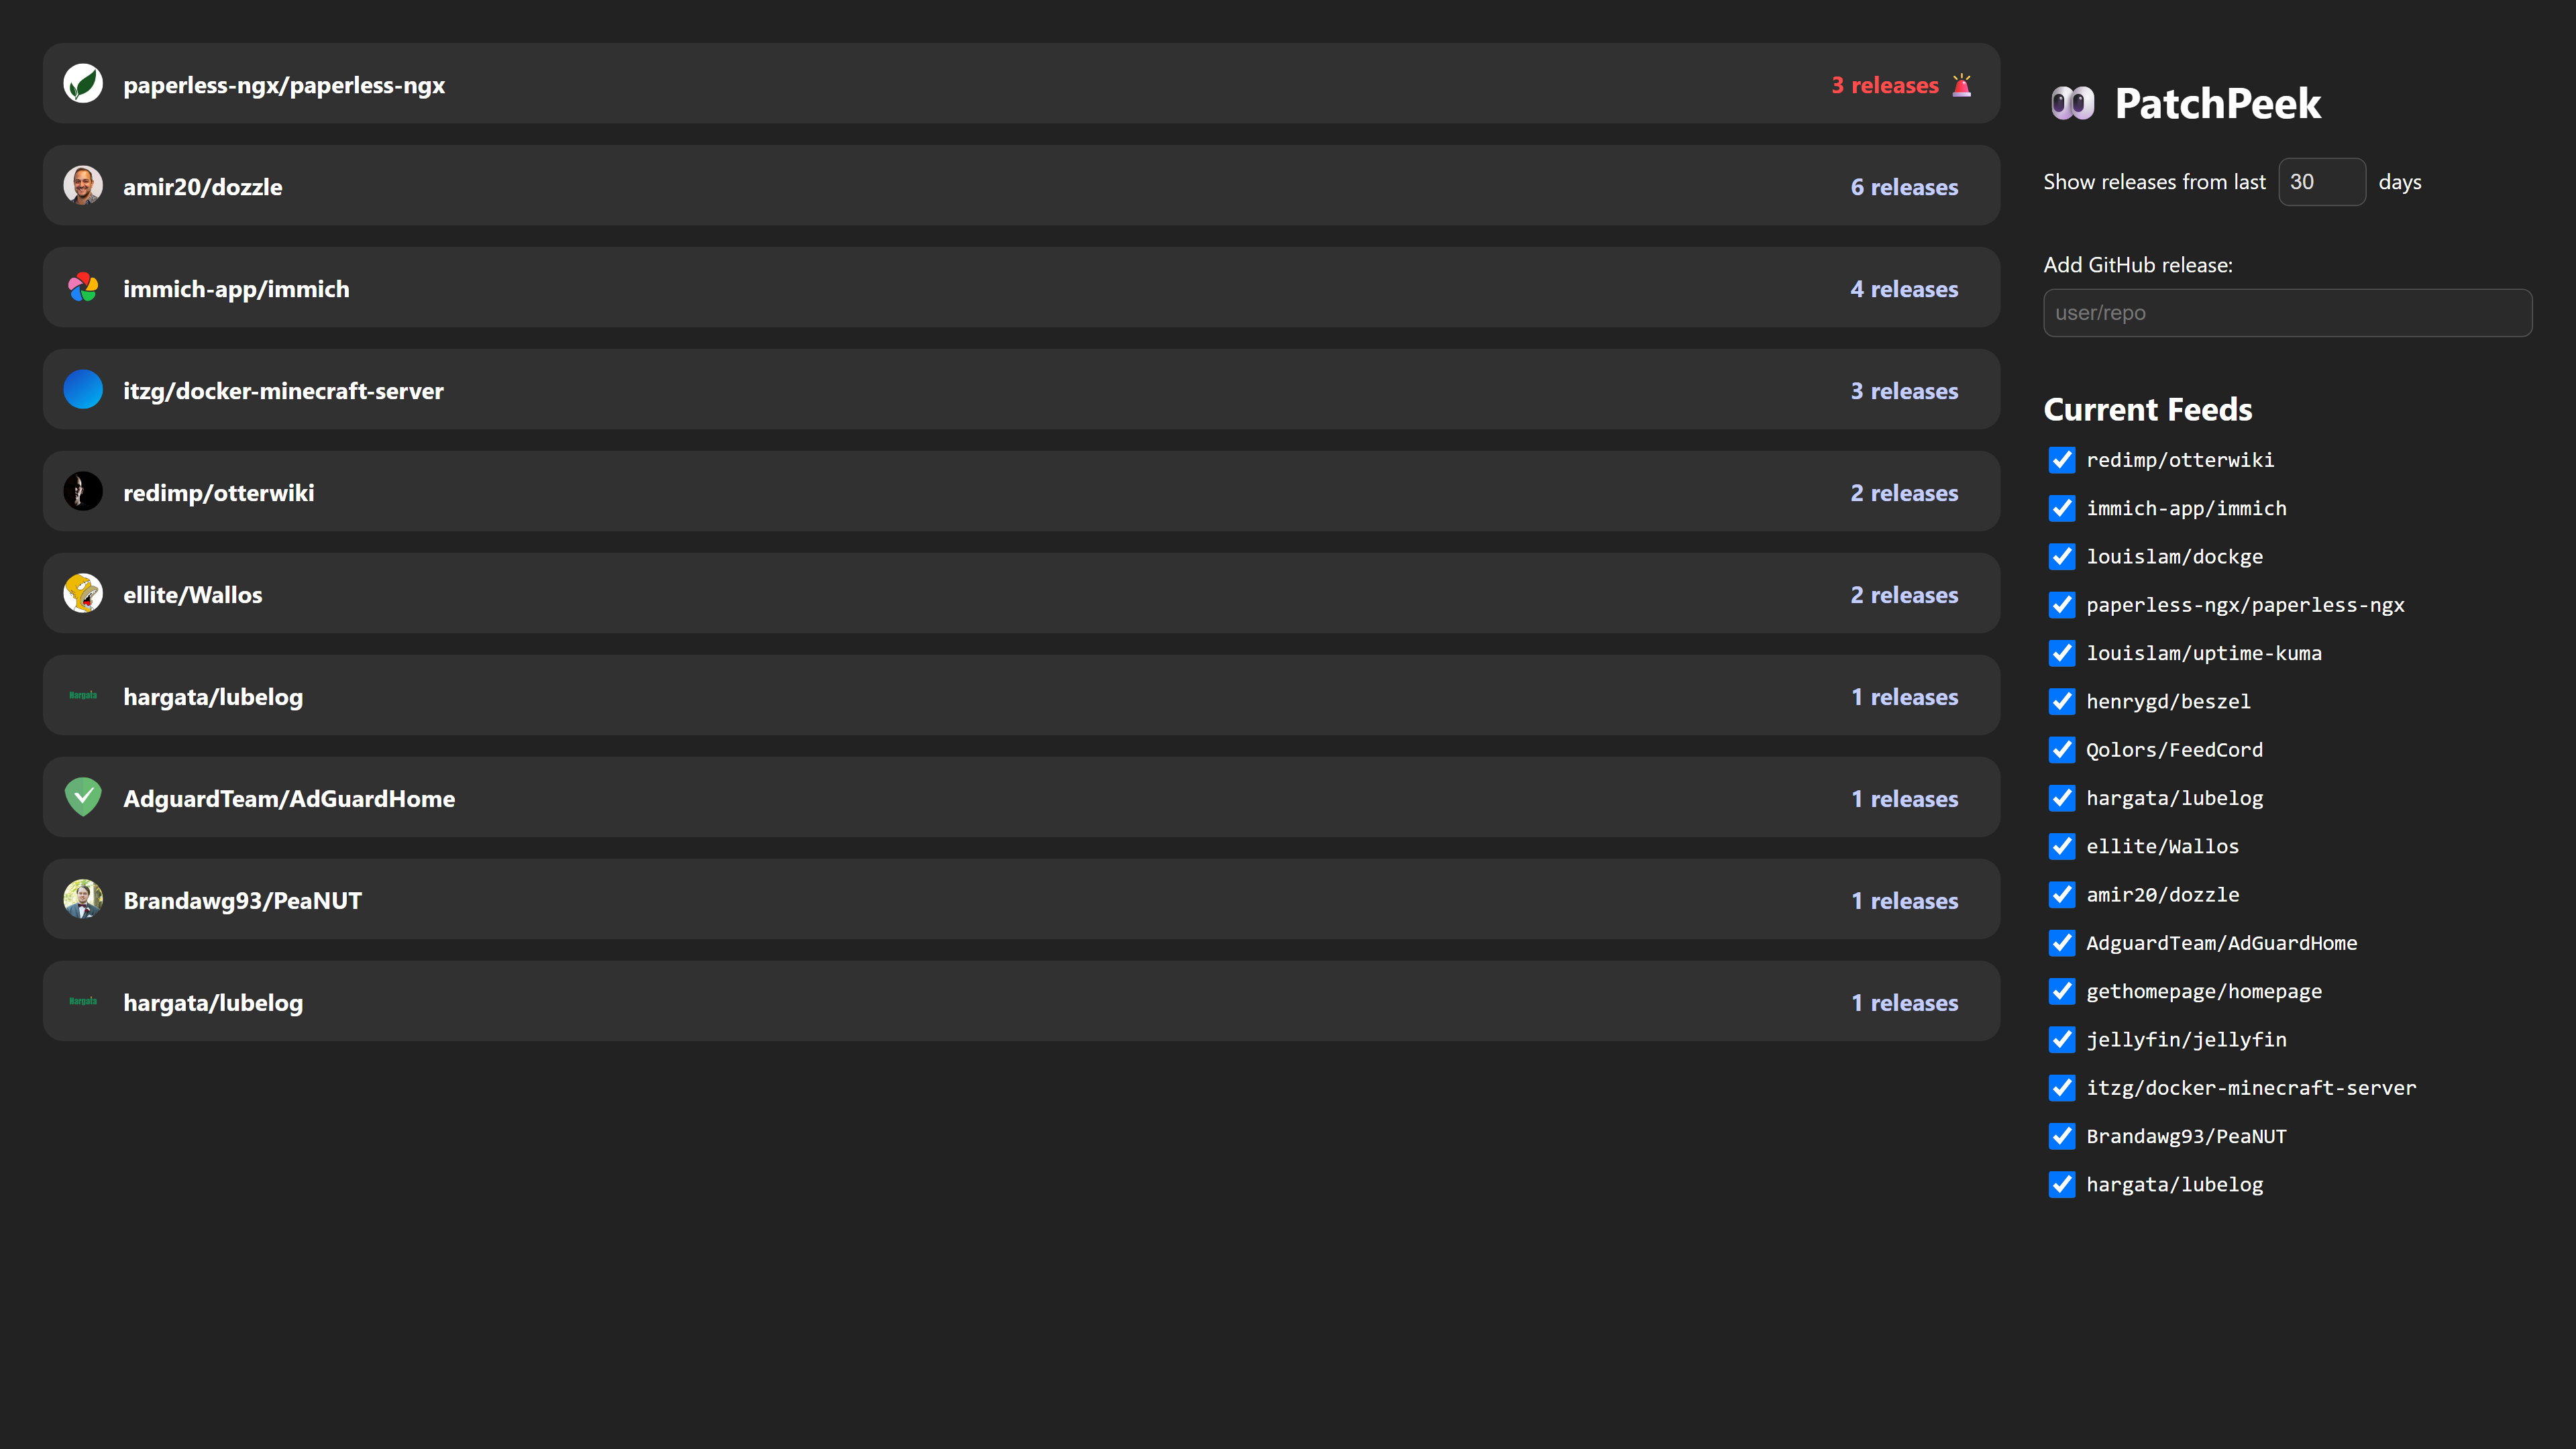 paperless-ngx/paperless-ngx
3 releases
amir20/dozzle
6 releases
immich-app/immich
4 releases
itzg/docker-minecraft-server
3 releases
redimp/otterwiki
2 releases
ellite/Wallos
2 releases
Hargata
hargata/lubelog
1 releases
AdguardTeam/AdGuardHome
1 releases
Brandawg93/PeaNUT
1 releases
Hargata
hargata/lubelog
1 releases
PatchPeek
Show releases from last 30 days
Add GitHub release:
user/repo
Current Feeds
redimp/otterwiki
immich-app/immich
louislam/dockge
paperless-ngx/paperless-ngx
louislam/uptime-kuma
henrygd/beszel
Qolors/FeedCord
hargata/lubelog
ellite/Wallos
amir20/dozzle
AdguardTeam/AdGuardHome
gethomepage/homepage
jellyfin/jellyfin
itzg/docker-minecraft-server
Brandawg93/PeaNUT
hargata/lubelog